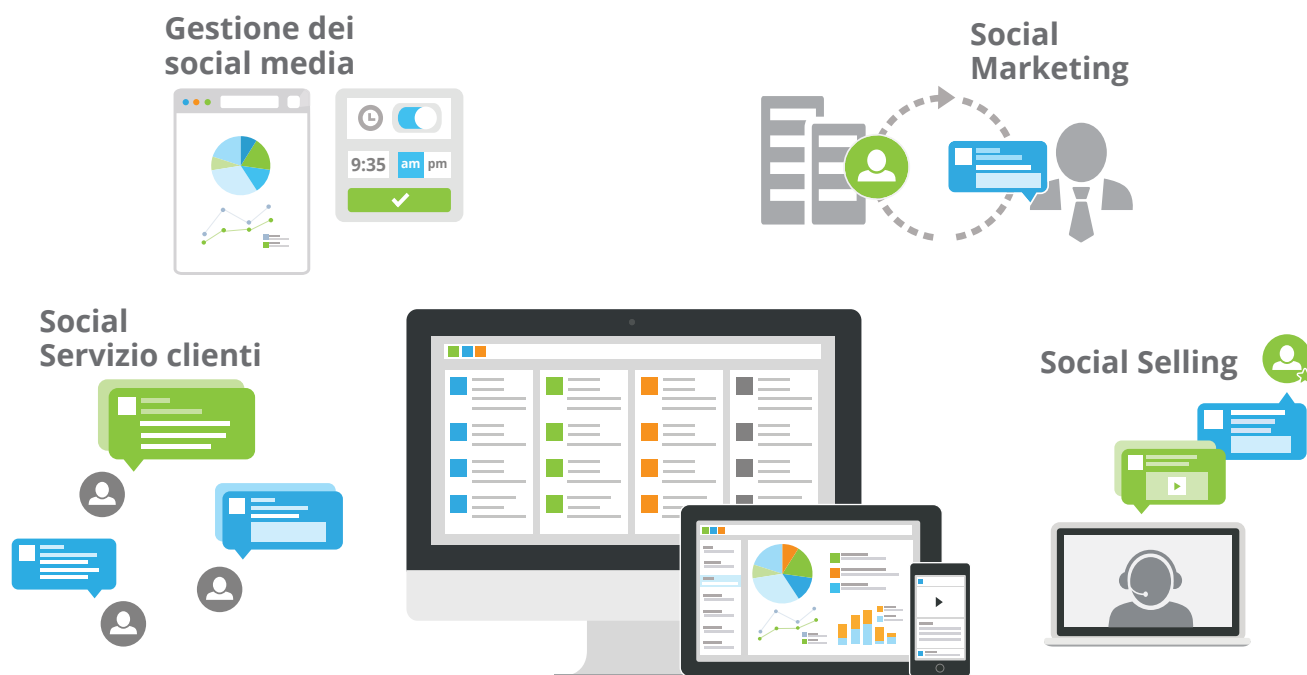 Gestione dei
social media
9:35 am pm
Social
Marketing
Social
Servizio clienti
Social Selling